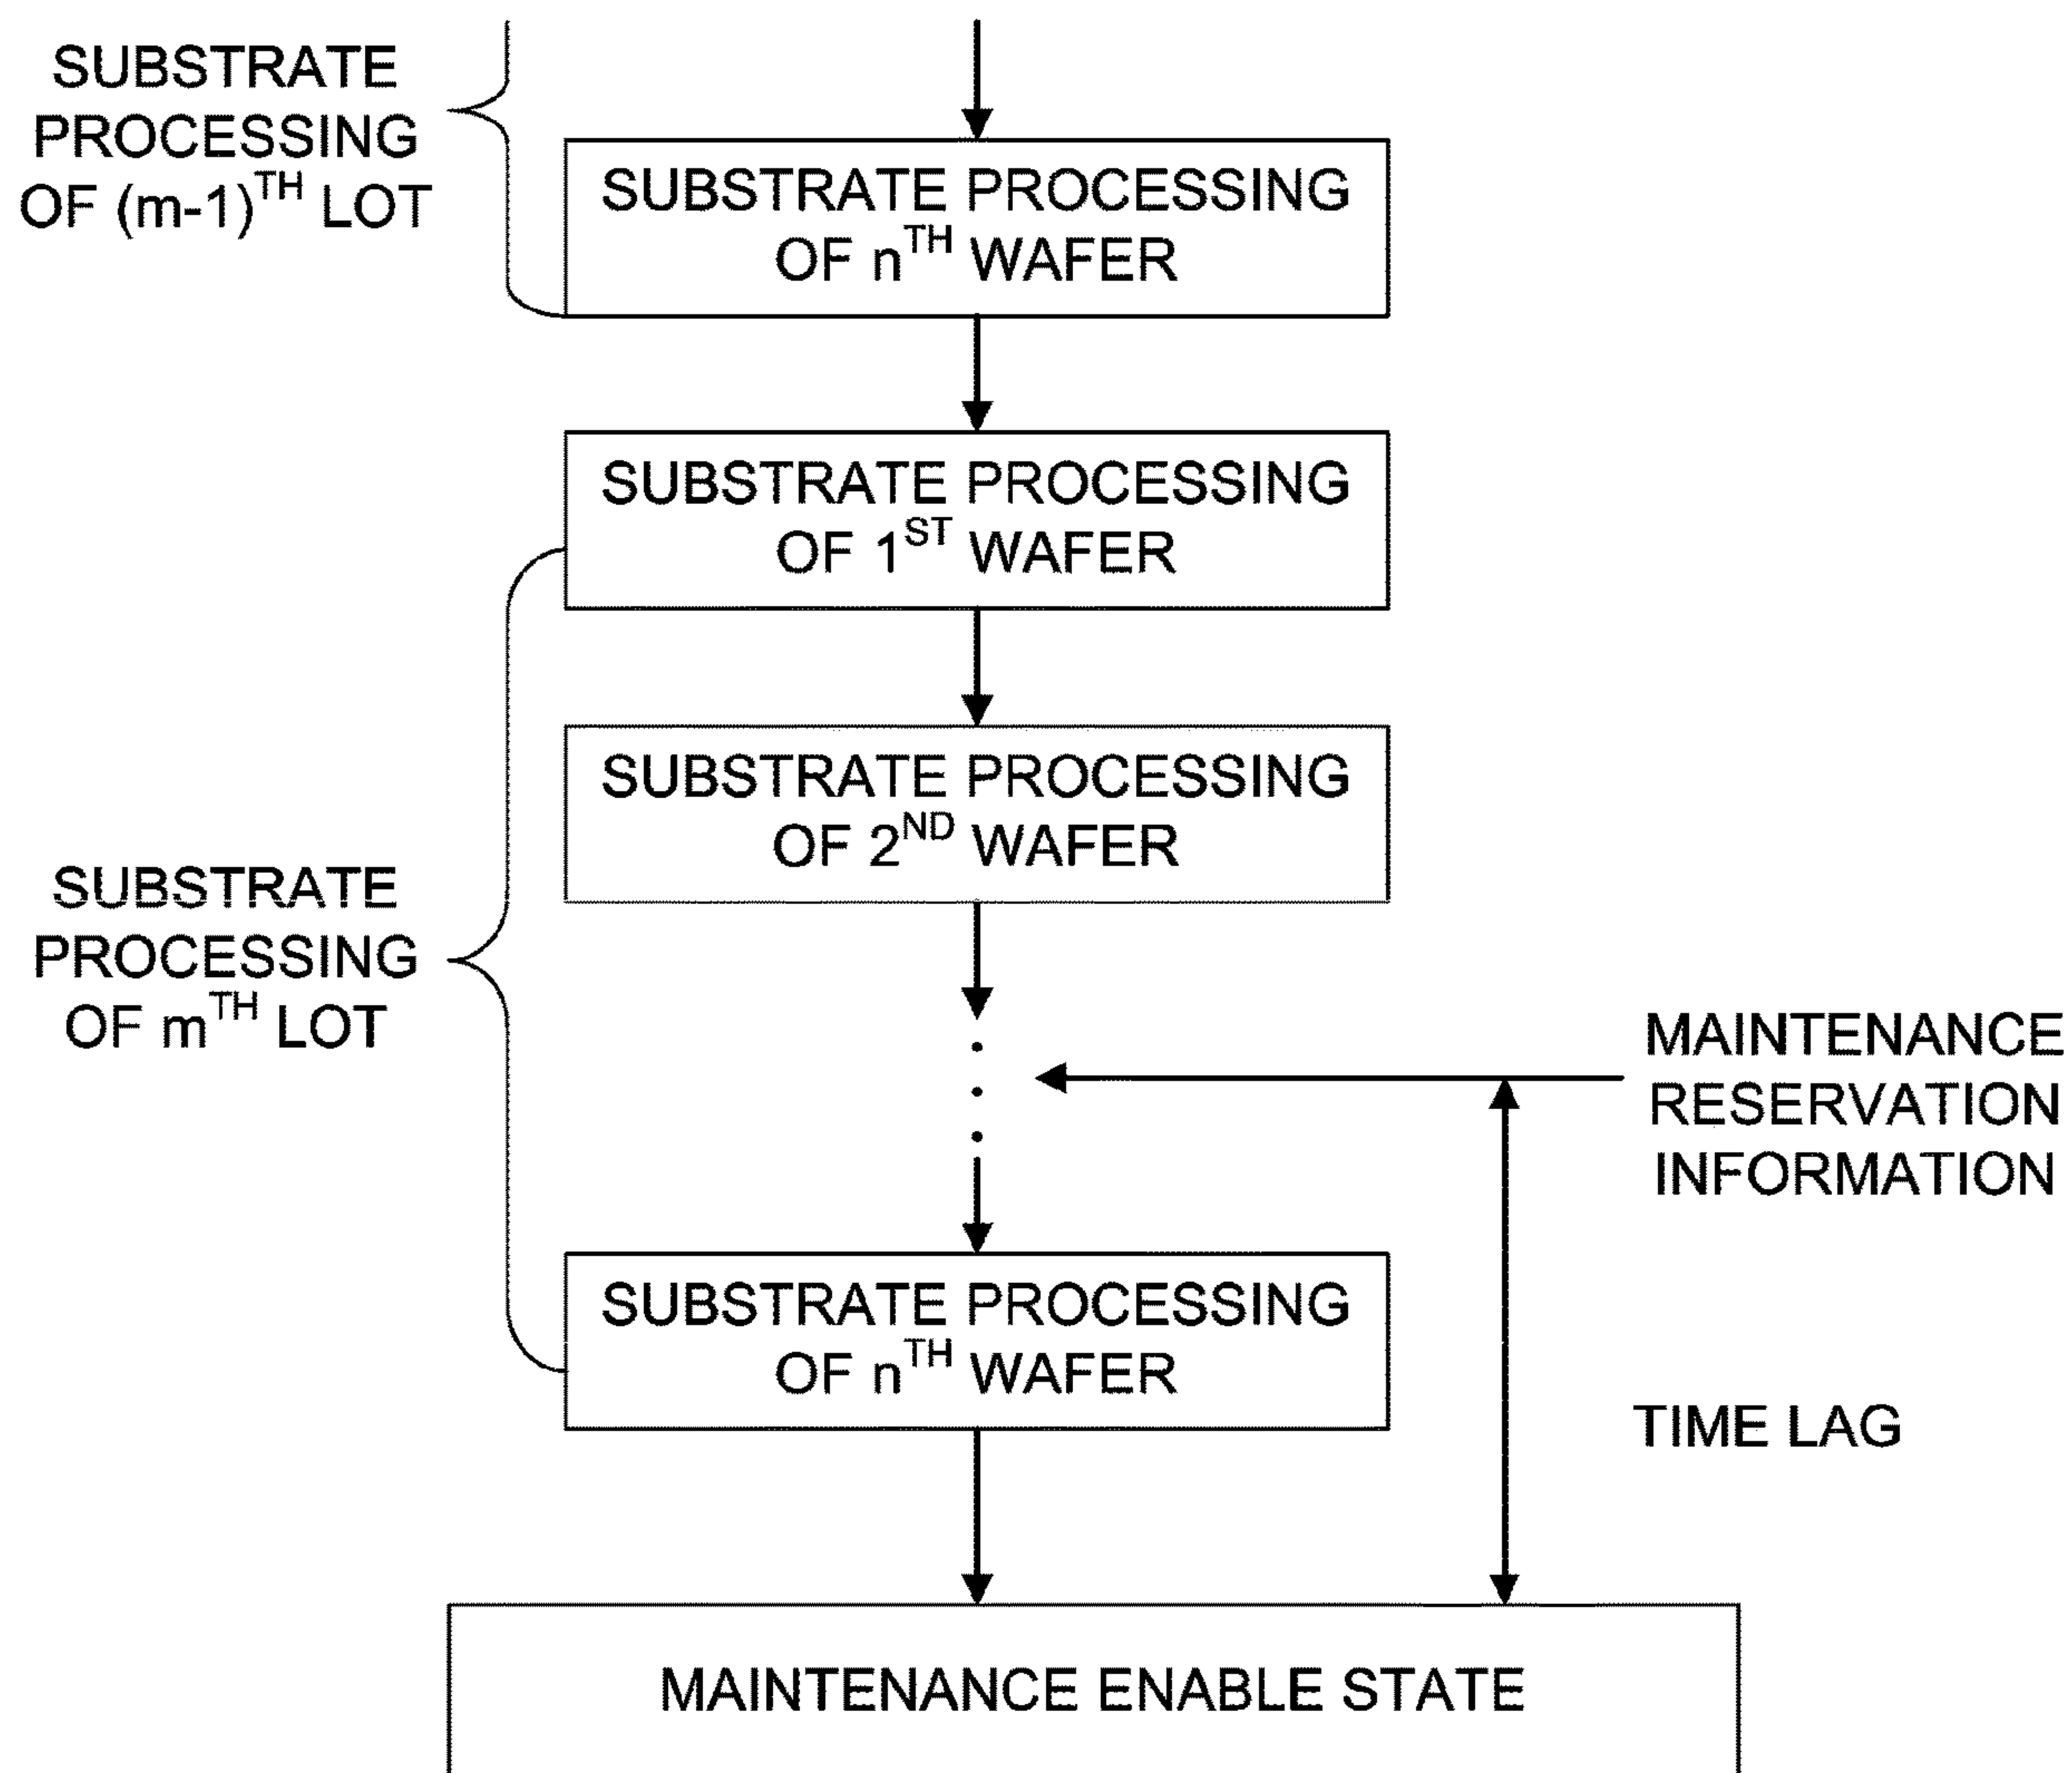 SUBSTRATE
PROCESSING
OF (m-1)TH LOT
SUBSTRATE PROCESSING
OF nTH WAFER
SUBSTRATE PROCESSING
OF 1ST WAFER
SUBSTRATE PROCESSING
OF 2ND WAFER
SUBSTRATE
PROCESSING
OF mTH LOT
MAINTENANCE
RESERVATION
INFORMATION
SUBSTRATE PROCESSING
OF nTH WAFER
TIME LAG
MAINTENANCE ENABLE STATE